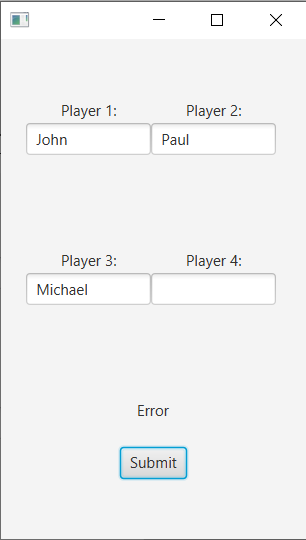 Player 1: Player 2:
John Paul
Player 3: Player 4:
Michael
Error
Submit